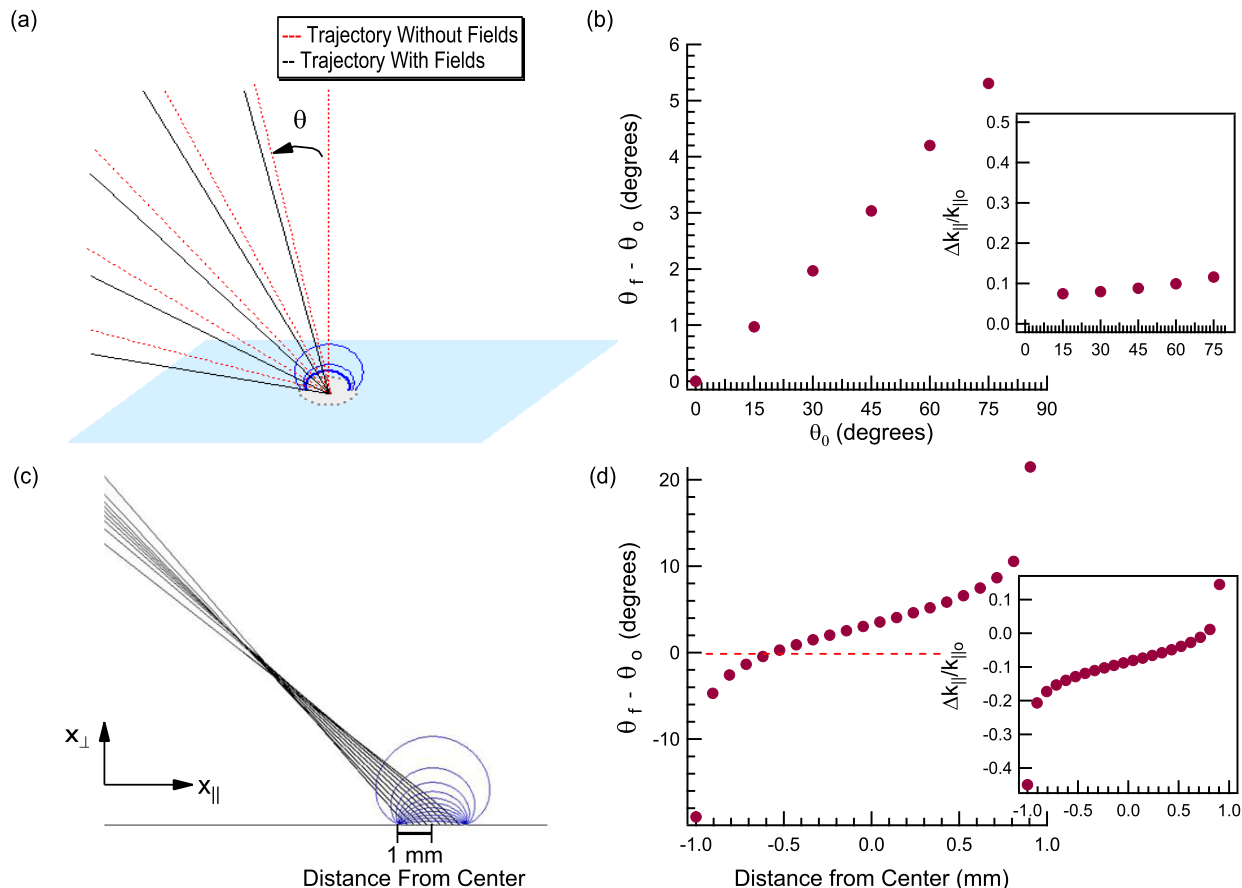 (a)
--- Trajectory Without Fields
-- Trajectory With Fields
θ
(b)
6
5
4
3
2
1
0
θ f - θ o (degrees)
0 15 30 45 60 75 90
θ0 (degrees)
0.5
0.4
0.3
0.2
0.1
0.0
Δk||/k||o
0 15 30 45 60 75
(c)
x⊥
x||
1 mm
Distance From Center
(d)
20
10
0
-10
θ f - θ o (degrees)
-1.0 -0.5 0.0 0.5 1.0
Distance from Center (mm)
0.1
0.0
-0.1
-0.2
-0.3
-0.4
Δk||/k||o
-1.0 -0.5 0.0 0.5 1.0